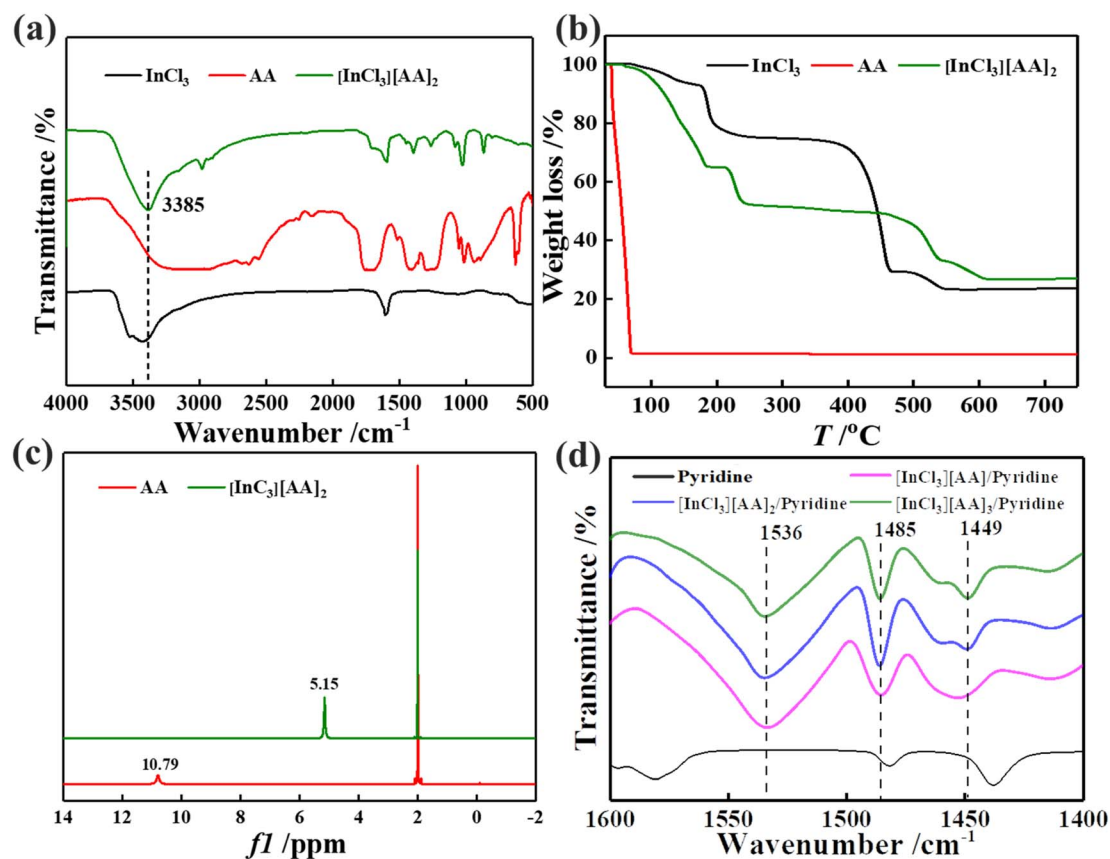 (a)
InCl3 AA [InCl3][AA]2
3385
Transmittance /%
4000 3500 3000 2500 2000 1500 1000 500
Wavenumber /cm-1
(b)
InCl3 AA [InCl3][AA]2
Weight loss /%
100
80
60
40
20
0
100 200 300 400 500 600 700
T /oC
(c)
AA [InC3][AA]2
5.15
10.79
14 12 10 8 6 4 2 0 -2
f1 /ppm
(d)
Pyridine [InCl3][AA]/Pyridine
[InCl3][AA]2/Pyridine [InCl3][AA]3/Pyridine
1536 1485 1449
Transmittance /%
1600 1550 1500 1450 1400
Wavenumber /cm-1